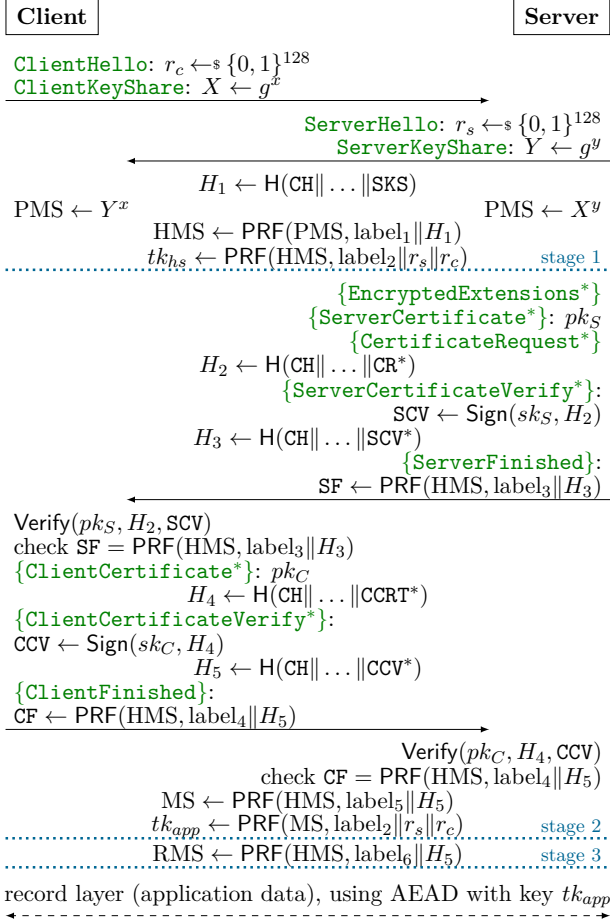 Client Server
ClientHello: r_c ←$ {0, 1}^128
ClientKeyShare: X ← g^x
ServerHello: r_s ←$ {0, 1}^128
ServerKeyShare: Y ← g^y
H_1 ← H(CH‖ . . . ‖SKS)
PMS ← Y^x PMS ← X^y
HMS ← PRF(PMS, label_1‖H_1)
tk_hs ← PRF(HMS, label_2‖r_s‖r_c) stage 1
{EncryptedExtensions*}
{ServerCertificate*}: pk_S
{CertificateRequest*}
H_2 ← H(CH‖ . . . ‖CR*)
{ServerCertificateVerify*}:
SCV ← Sign(sk_S, H_2)
H_3 ← H(CH‖ . . . ‖SCV*)
{ServerFinished}:
SF ← PRF(HMS, label_3‖H_3)
Verify(pk_S, H_2, SCV)
check SF = PRF(HMS, label_3‖H_3)
{ClientCertificate*}: pk_C
H_4 ← H(CH‖ . . . ‖CCRT*)
{ClientCertificateVerify*}:
CCV ← Sign(sk_C, H_4)
H_5 ← H(CH‖ . . . ‖CCV*)
{ClientFinished}:
CF ← PRF(HMS, label_4‖H_5)
Verify(pk_C, H_4, CCV)
check CF = PRF(HMS, label_4‖H_5)
MS ← PRF(HMS, label_5‖H_5)
tk_app ← PRF(MS, label_2‖r_s‖r_c) stage 2
RMS ← PRF(HMS, label_6‖H_5) stage 3
record layer (application data), using AEAD with key tk_app